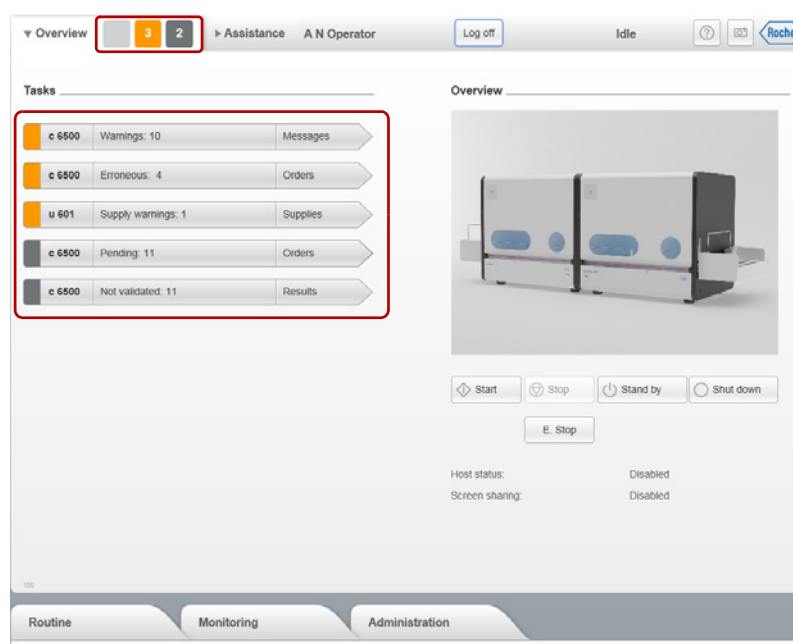 Overview 3 2 Assistance A N Operator Log off Idle Roche
Tasks
Overview
c 6500 Warnings: 10 Messages
c 6500 Erroneous: 4 Orders
u 601 Supply warnings: 1 Supplies
c 6500 Pending: 11 Orders
c 6500 Not validated: 11 Results
Start Stop Stand by Shut down
E. Stop
Host status: Disabled
Screen sharing: Disabled
100
Routine Monitoring Administration